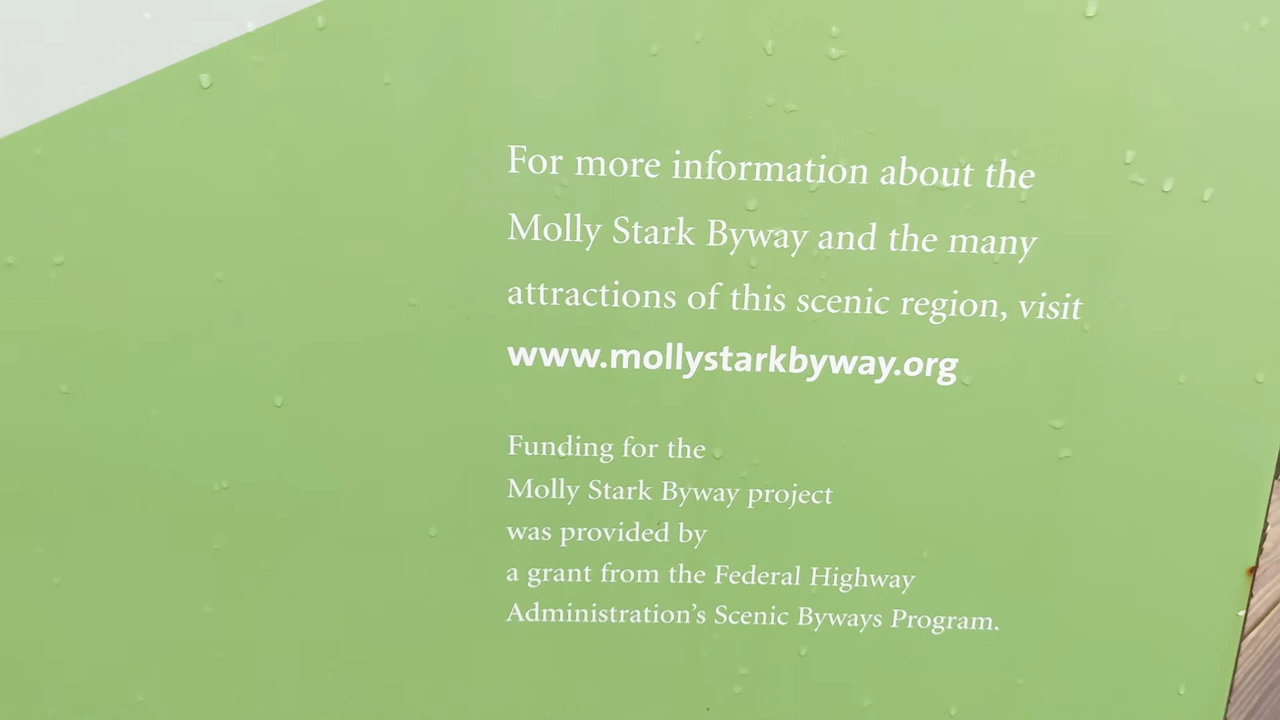 For more information about the
Molly Stark Byway and the many
attractions of this scenic region, visit
www.mollystarkbyway.org
Funding for the
Molly Stark Byway project
was provided by
a grant from the Federal Highway
Administration’s Scenic Byways Program.